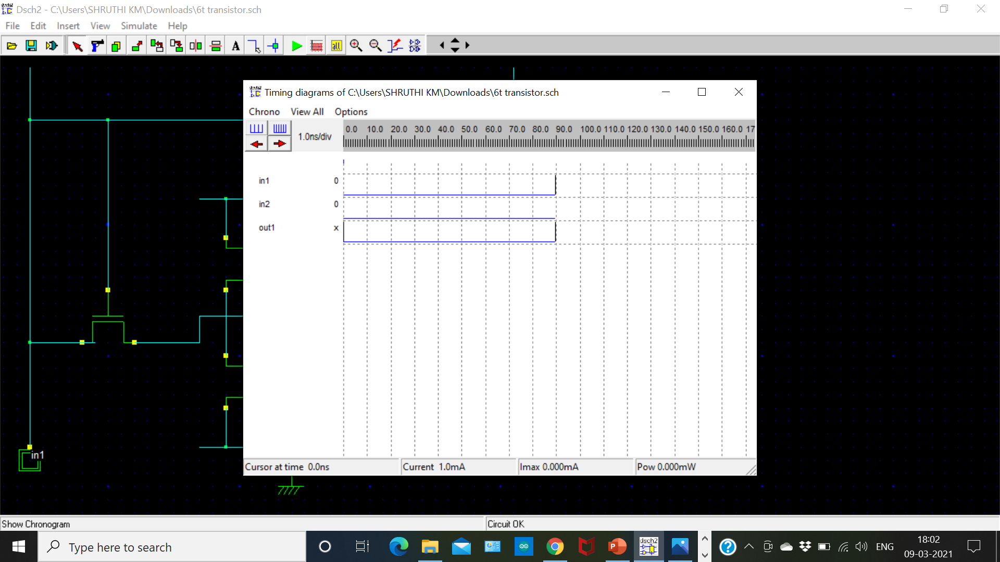 Dsch2 - C:\Users\SHRUTHI KM\Downloads\6t transistor.sch
File Edit Insert View Simulate Help
A all
Timing diagrams of C:\Users\SHRUTHI KM\Downloads\6t transistor.sch
Chrono View All Options
1.0ns/div
0.0 10.0 20.0 30.0 40.0 50.0 60.0 70.0 80.0 90.0 100.0 110.0 120.0 130.0 140.0 150.0 160.0 17
in1 0
in2 0
out1 x
in1
Cursor at time 0.0ns Current 1.0mA Imax 0.000mA Pow 0.000mW
Show Chronogram Circuit OK
Type here to search
P dsch2 ? ENG
18:02
09-03-2021